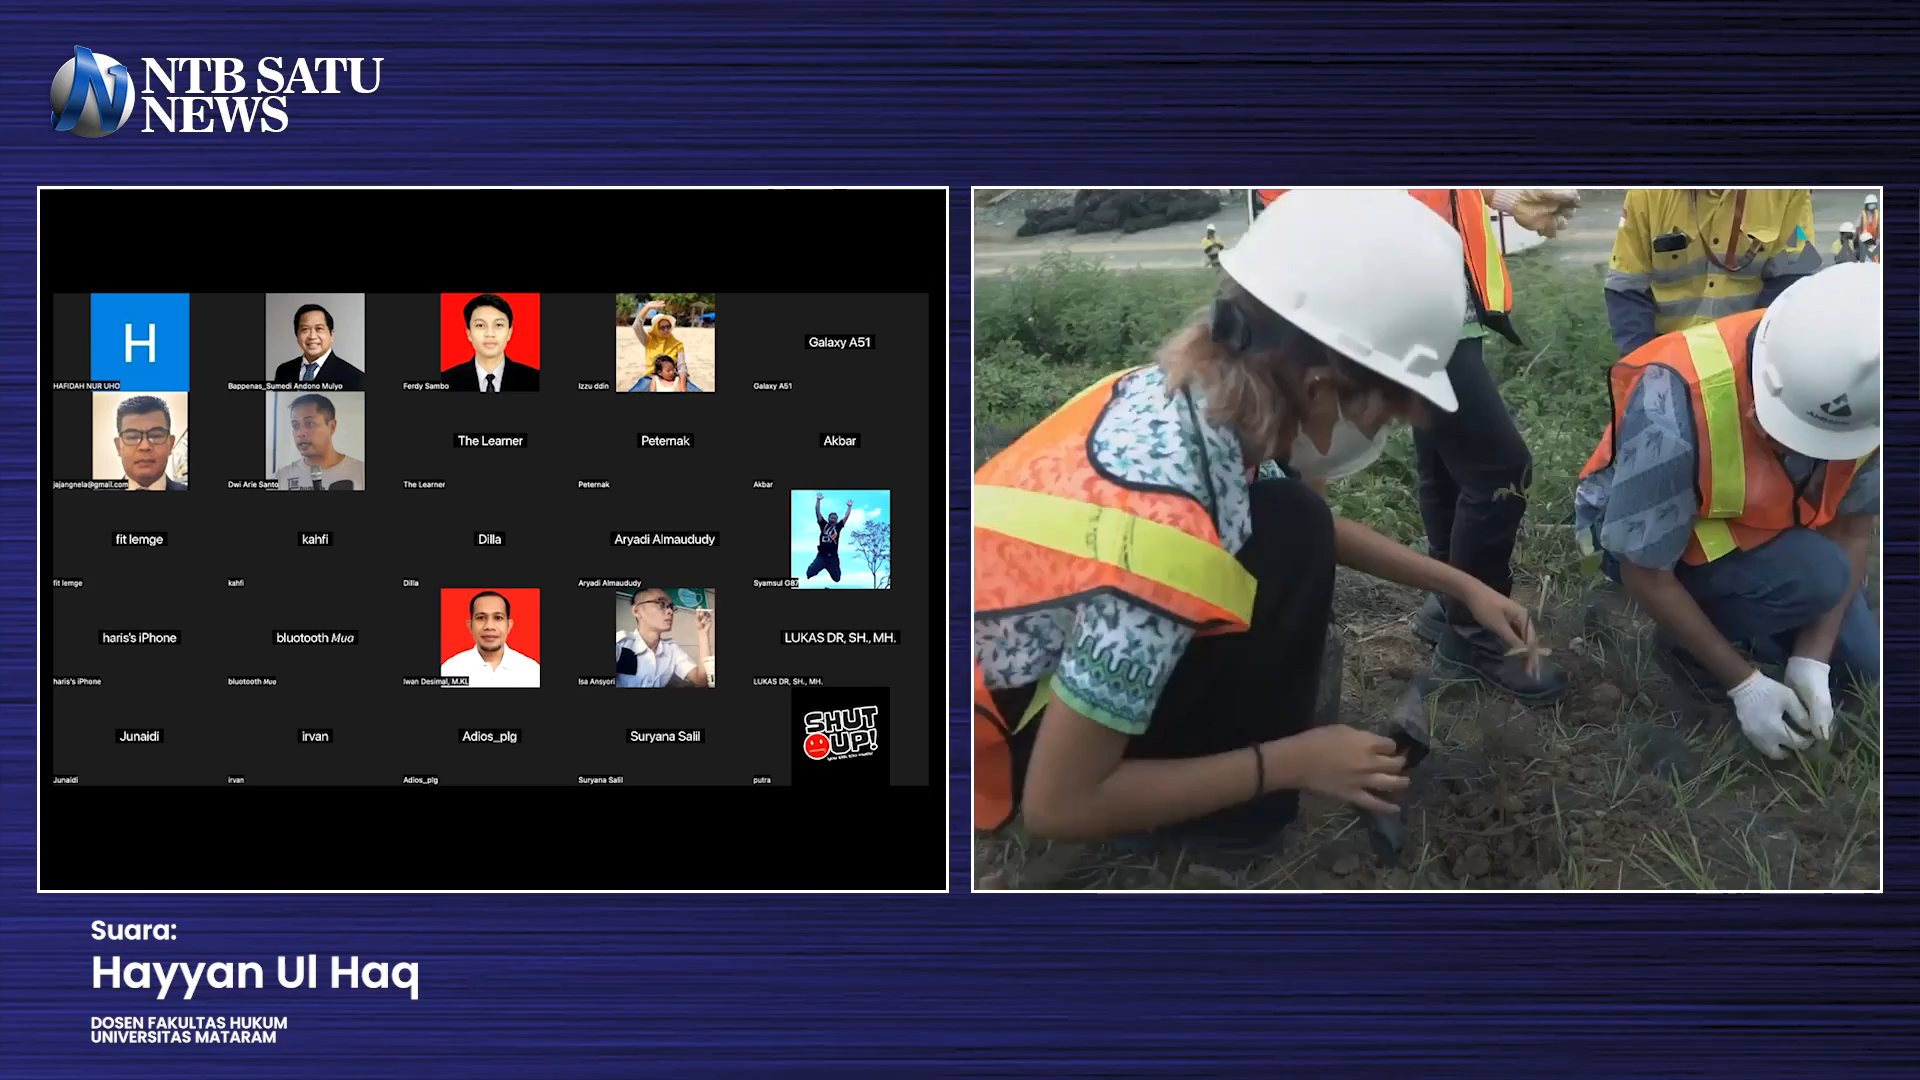 NTB SATU
NEWS
H
HAFIDAH NUR UHO
Bappenas_Sumedi Andono Mulyo
Ferdy Sambo
Izzu ddin
Galaxy A51
Galaxy A51
jajangnela@gmail.com
Dwi Arie Santo
The Learner
The Learner
Peternak
Peternak
Akbar
Akbar
fit lemge
fit lemge
kahfi
kahfi
Dilla
Dilla
Aryadi Almaududy
Aryadi Almaududy
Syamsul G87
haris's iPhone
haris's iPhone
bluotooth Mua
bluotooth Mua
Iwan Desimal, M.KL
Isa Ansyori
LUKAS DR, SH., MH.
LUKAS DR, SH., MH.
Junaidi
Junaidi
irvan
irvan
Adios_plg
Adios_plg
Suryana Salil
Suryana Salil
SHUT
UP!
putra
Suara:
Hayyan Ul Haq
DOSEN FAKULTAS HUKUM
UNIVERSITAS MATARAM